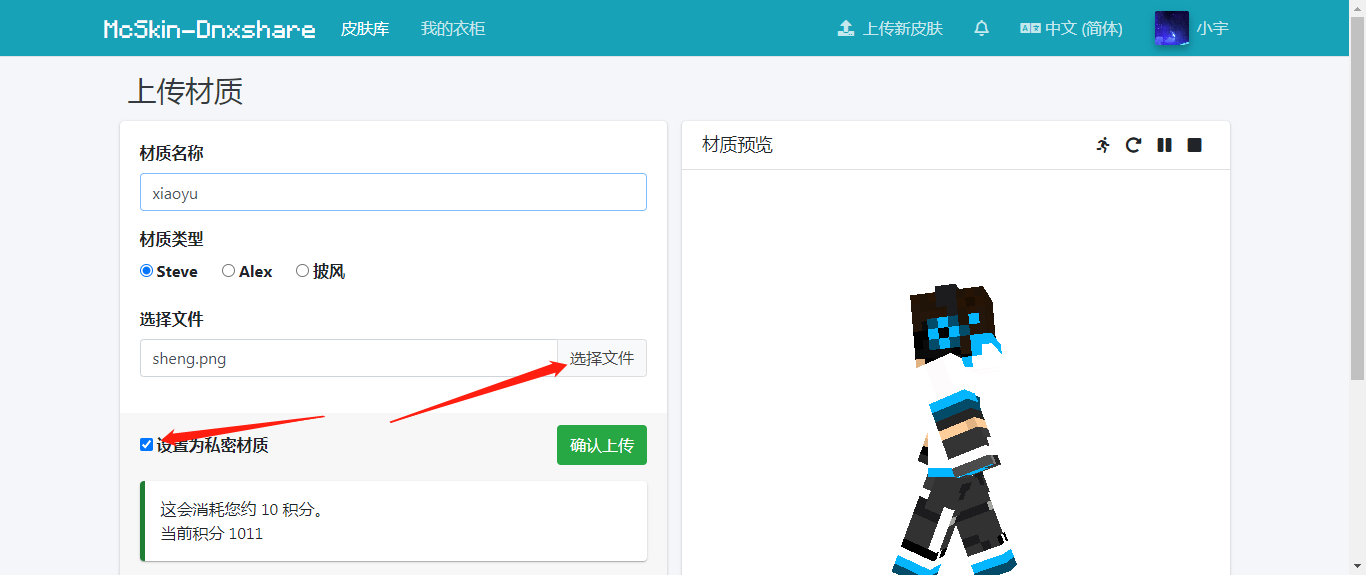 McSkin-Dnxshare 皮肤库 我的衣柜 上传新皮肤 中文 (简体) 小宇
上传材质
材质名称
xiaoyu
材质类型
Steve Alex 披风
选择文件
sheng.png 选择文件
设置为私密材质 确认上传
这会消耗您约 10 积分。
当前积分 1011
材质预览